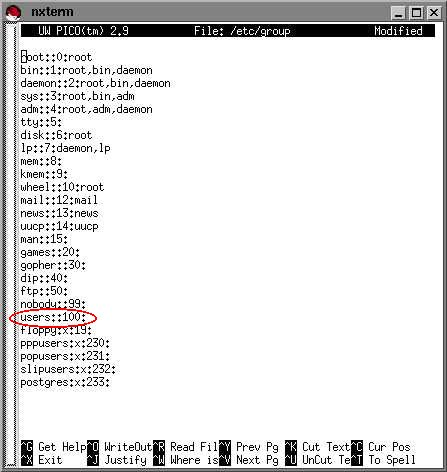 nxterm
UW PICO(tm) 2.9 File: /etc/group Modified
root::0:root
bin::1:root,bin,daemon
daemon::2:root,bin,daemon
sys::3:root,bin,adm
adm::4:root,adm,daemon
tty::5:
disk::6:root
lp::7:daemon,lp
mem::8:
kmem::9:
wheel::10:root
mail::12:mail
news::13:news
uucp::14:uucp
man::15:
games::20:
gopher::30:
dip::40:
ftp::50:
nobody::99:
users::100:
floppy:x:19:
pppusers:x:230:
popusers:x:231:
slipusers:x:232:
postgres:x:233:
^G Get Help^O WriteOut^R Read Fil^Y Prev Pg ^K Cut Text^C Cur Pos
^X Exit ^J Justify ^W Where is^V Next Pg ^U UnCut Te^T To Spell